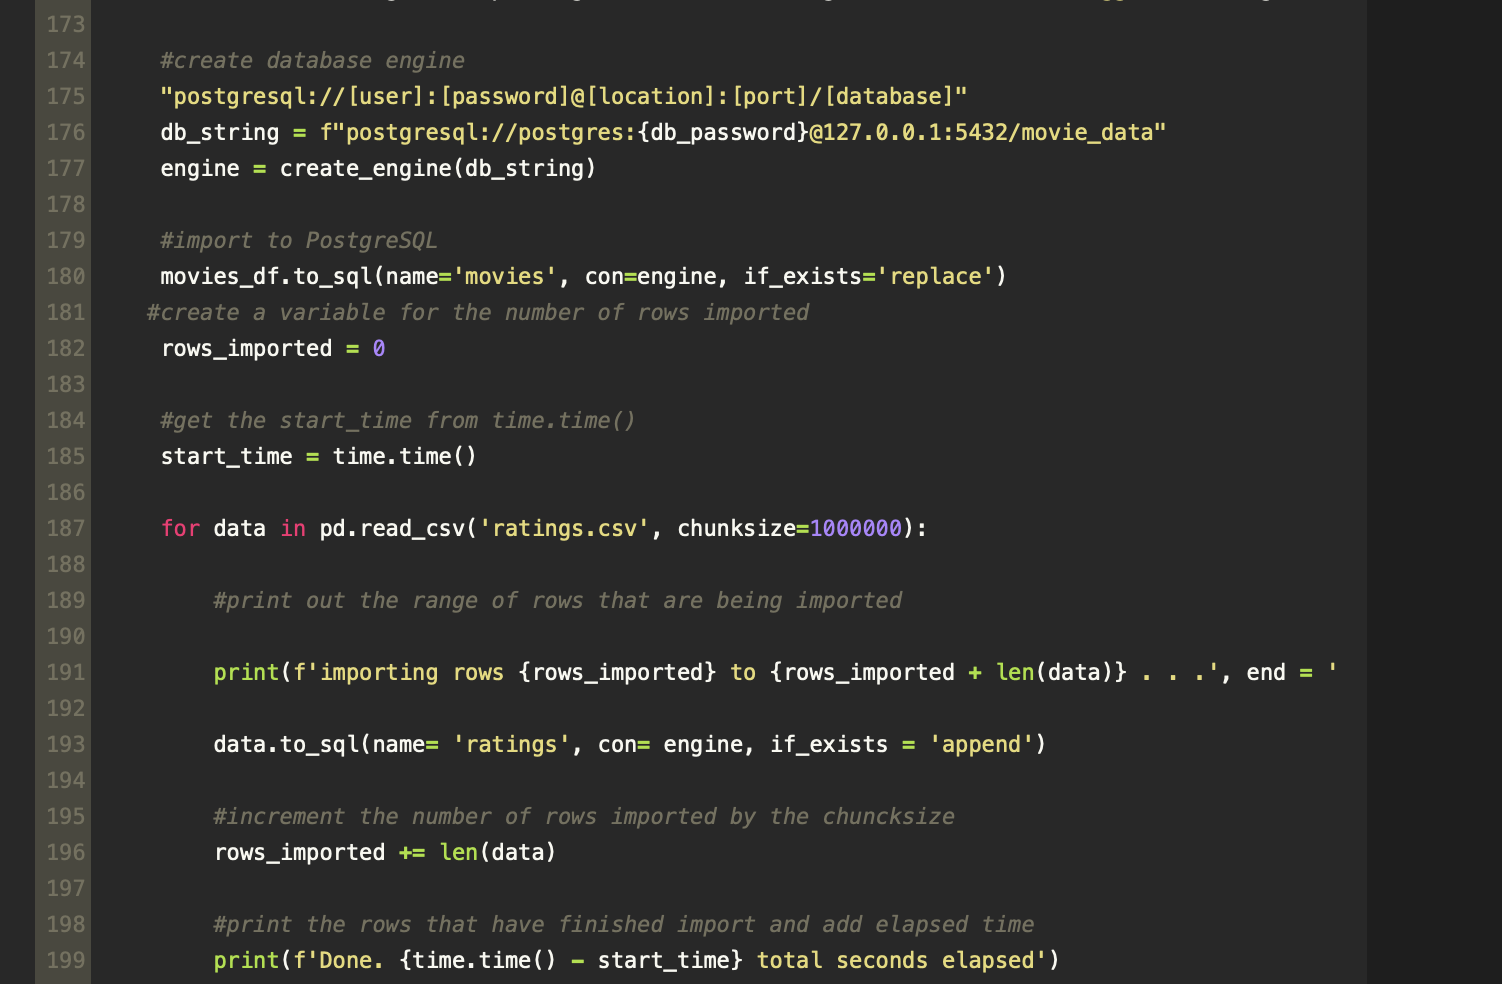 173
174 #create database engine
175 "postgresql://[user]:[password]@[location]:[port]/[database]"
176 db_string = f"postgresql://postgres:{db_password}@127.0.0.1:5432/movie_data"
177 engine = create_engine(db_string)
178
179 #import to PostgreSQL
180 movies_df.to_sql(name='movies', con=engine, if_exists='replace')
181 #create a variable for the number of rows imported
182 rows_imported = 0
183
184 #get the start_time from time.time()
185 start_time = time.time()
186
187 for data in pd.read_csv('ratings.csv', chunksize=1000000):
188
189 #print out the range of rows that are being imported
190
191 print(f'importing rows {rows_imported} to {rows_imported + len(data)} . . .', end = '
192
193 data.to_sql(name= 'ratings', con= engine, if_exists = 'append')
194
195 #increment the number of rows imported by the chuncksize
196 rows_imported += len(data)
197
198 #print the rows that have finished import and add elapsed time
199 print(f'Done. {time.time() - start_time} total seconds elapsed')